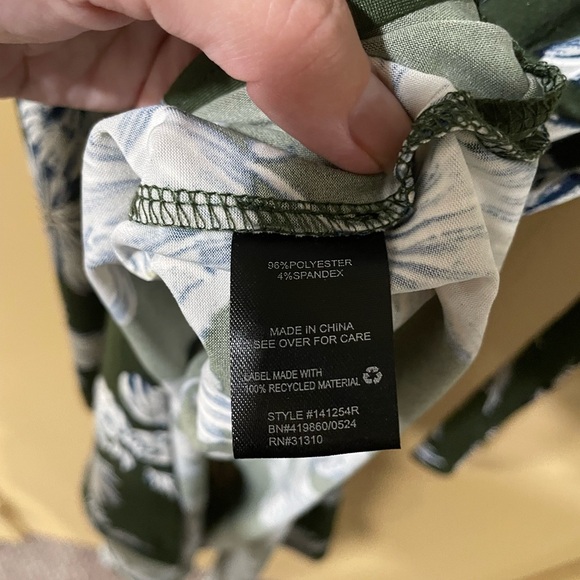 96%POLYESTER
4%SPANDEX
MADE IN CHINA
SEE OVER FOR CARE
LABEL MADE WITH
100% RECYCLED MATERIAL
STYLE #141254R
BN#419860/0524
RN#31310